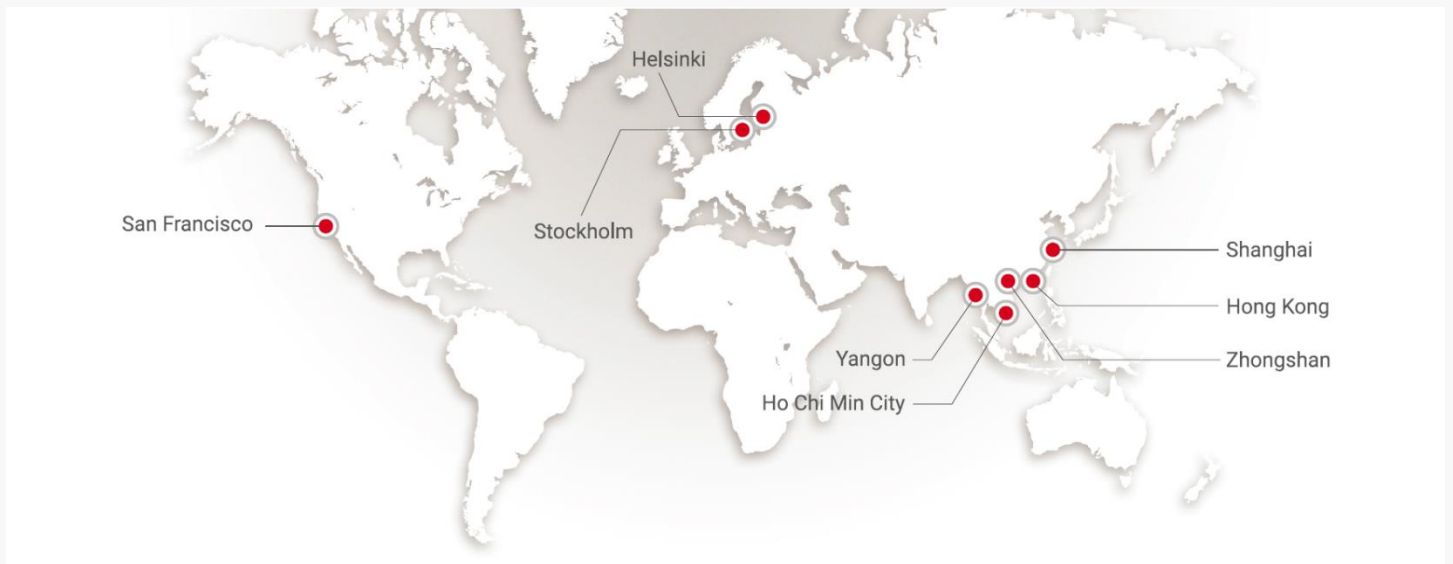 Helsinki
San Francisco
Stockholm
Shanghai
Hong Kong
Yangon
Zhongshan
Ho Chi Min City